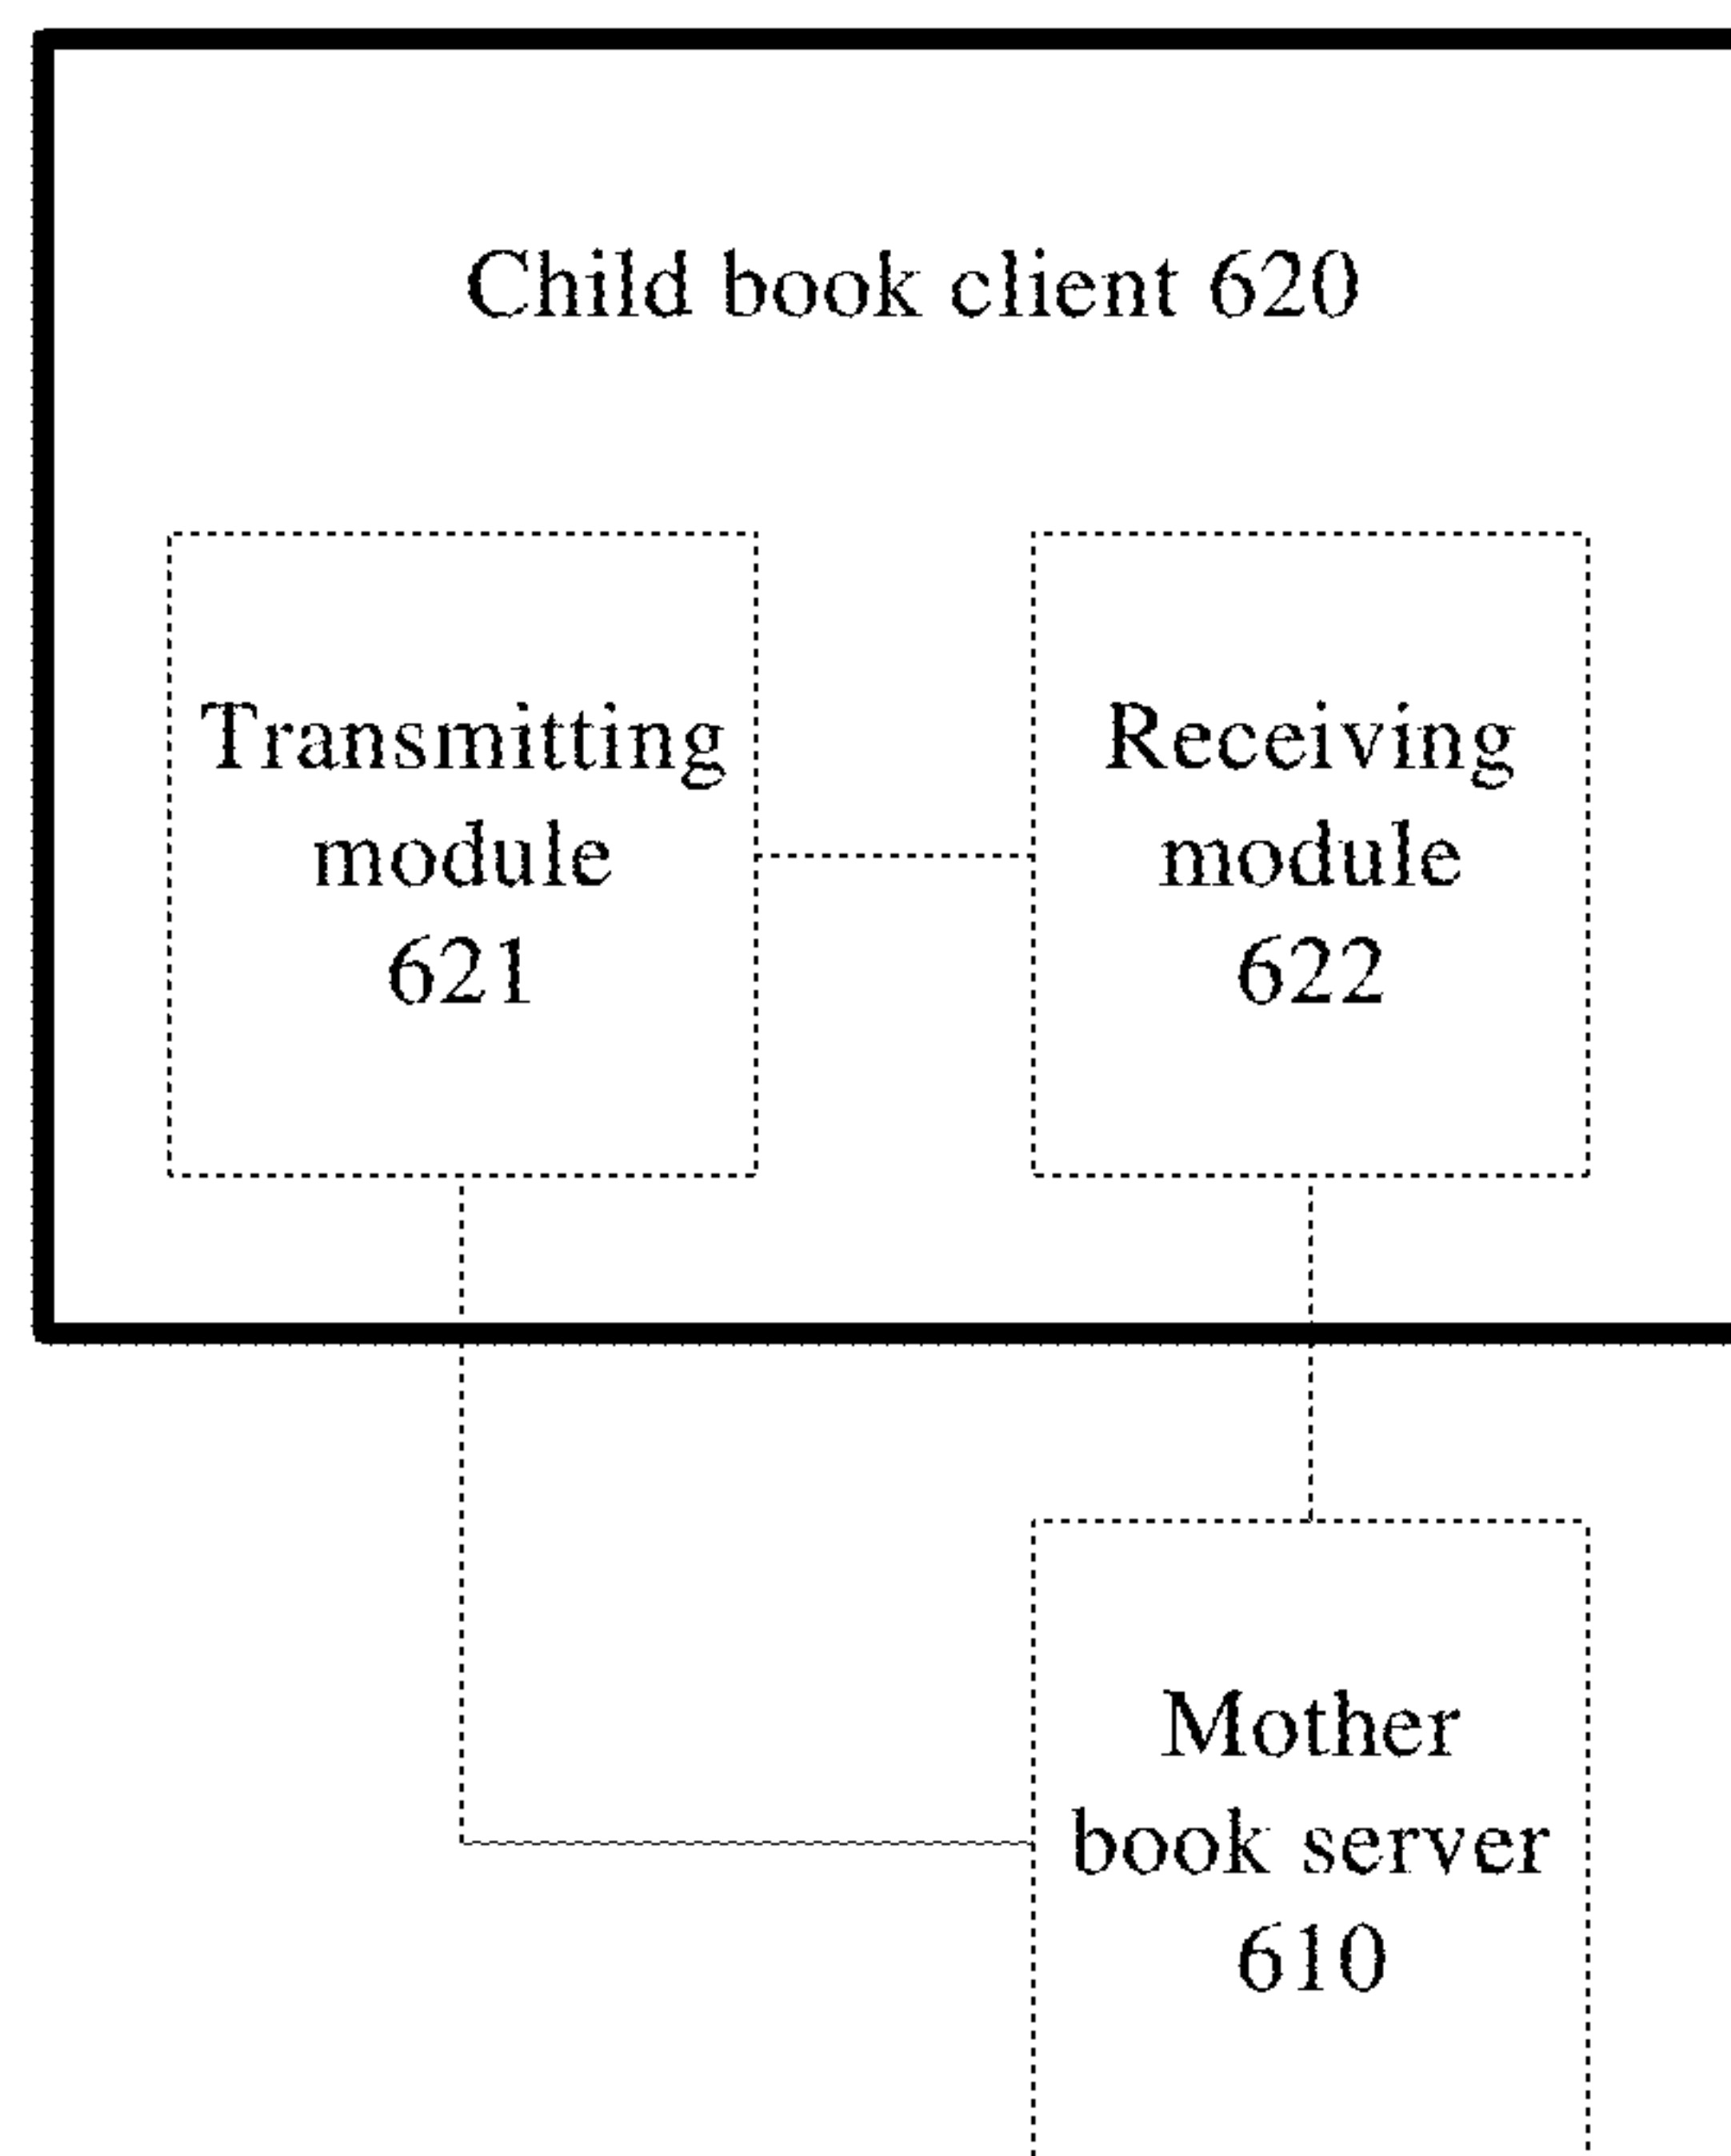 Child book client 620
Transmitting
module
621
Receiving
module
622
Mother
book server
610